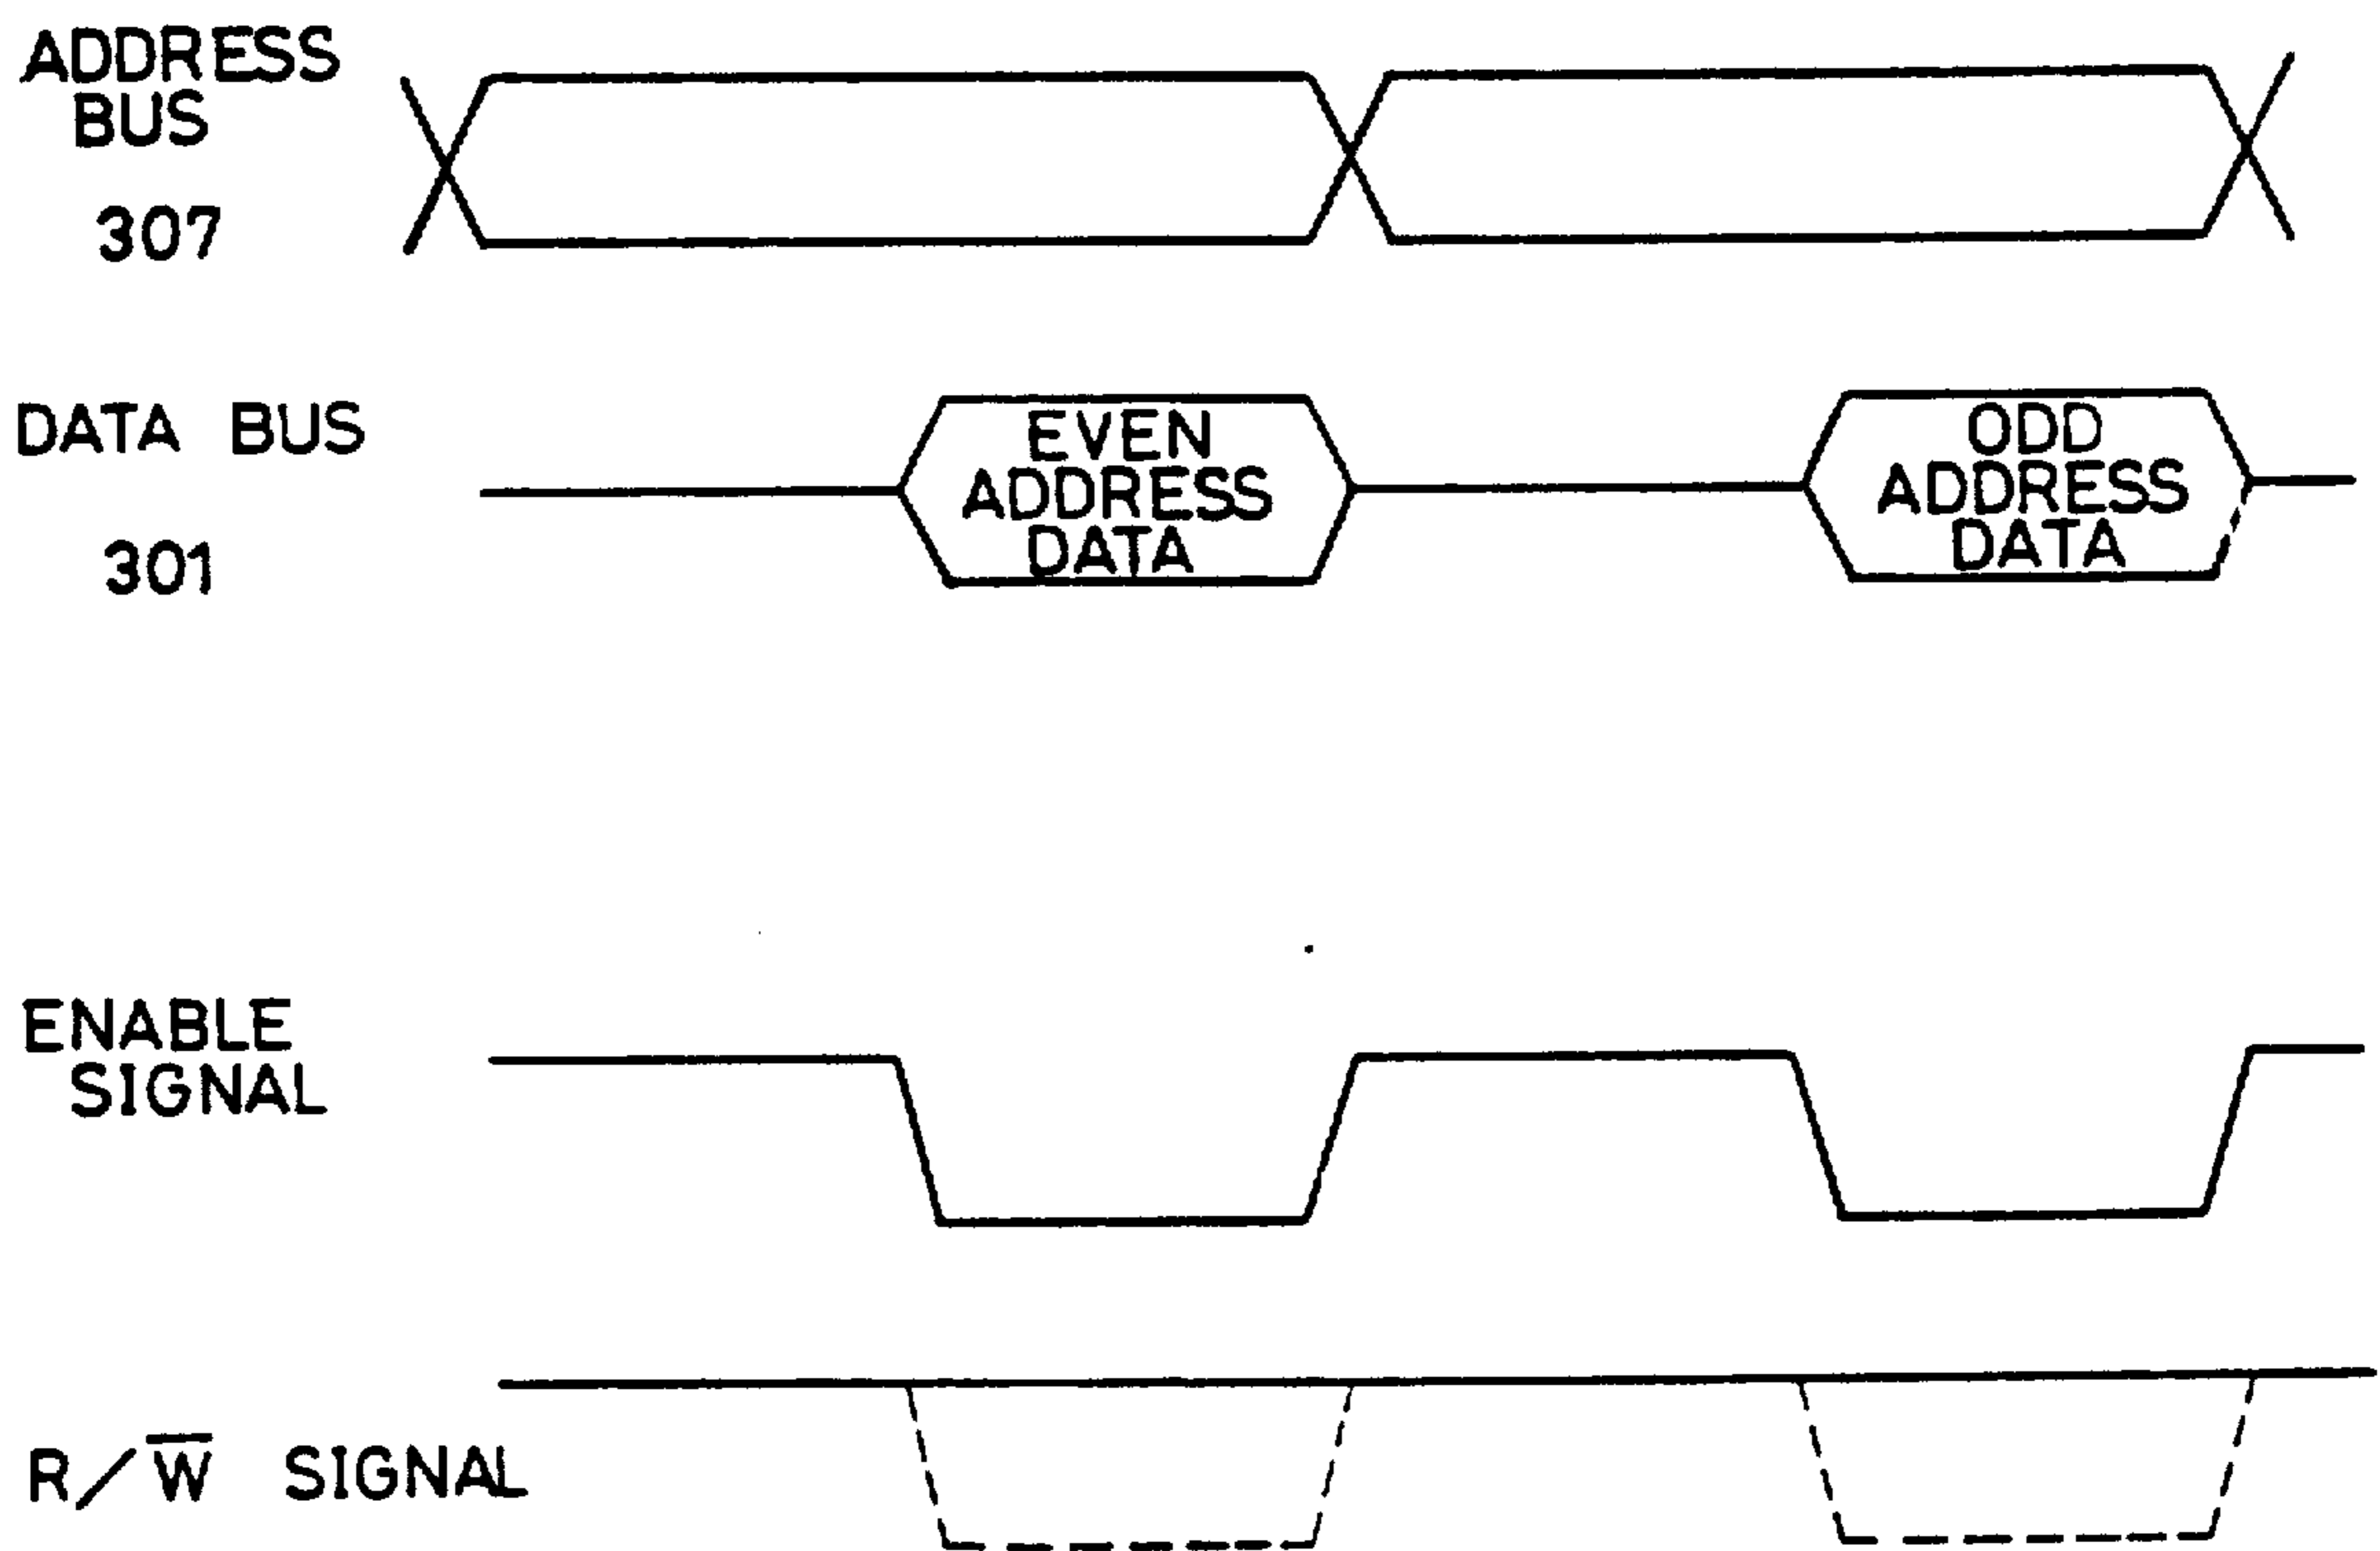 ADDRESS
BUS
307
DATA BUS
301
EVEN
ADDRESS
DATA
ODD
ADDRESS
DATA
ENABLE
SIGNAL
R/W̅ SIGNAL